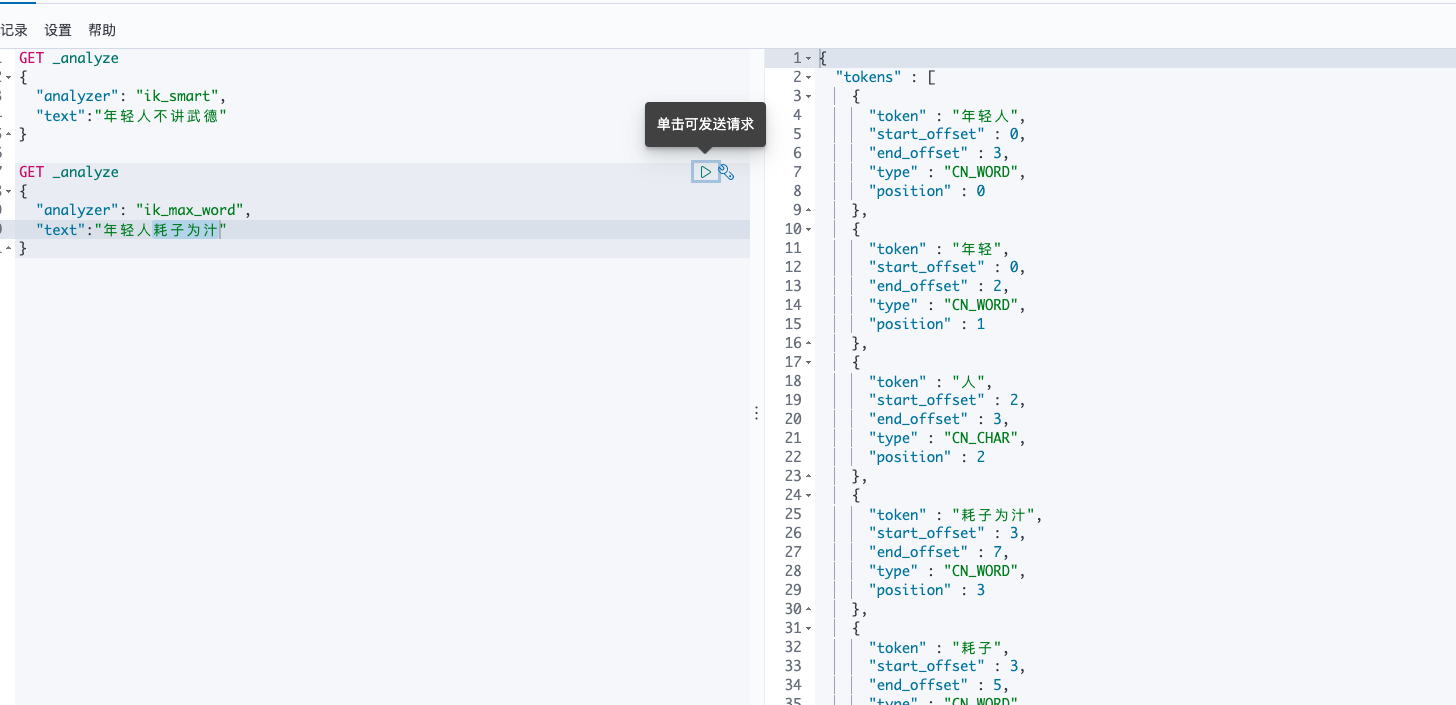 记录 设置 帮助
GET _analyze
{
"analyzer": "ik_smart",
"text":"年轻人不讲武德"
}
GET _analyze
{
"analyzer": "ik_max_word",
"text":"年轻人耗子为汁"
}
单击可发送请求
1 {
2 "tokens" : [
3 {
4 "token" : "年轻人",
5 "start_offset" : 0,
6 "end_offset" : 3,
7 "type" : "CN_WORD",
8 "position" : 0
9 },
10 {
11 "token" : "年轻",
12 "start_offset" : 0,
13 "end_offset" : 2,
14 "type" : "CN_WORD",
15 "position" : 1
16 },
17 {
18 "token" : "人",
19 "start_offset" : 2,
20 "end_offset" : 3,
21 "type" : "CN_CHAR",
22 "position" : 2
23 },
24 {
25 "token" : "耗子为汁",
26 "start_offset" : 3,
27 "end_offset" : 7,
28 "type" : "CN_WORD",
29 "position" : 3
30 },
31 {
32 "token" : "耗子",
33 "start_offset" : 3,
34 "end_offset" : 5,
35 "type" : "CN_WORD",